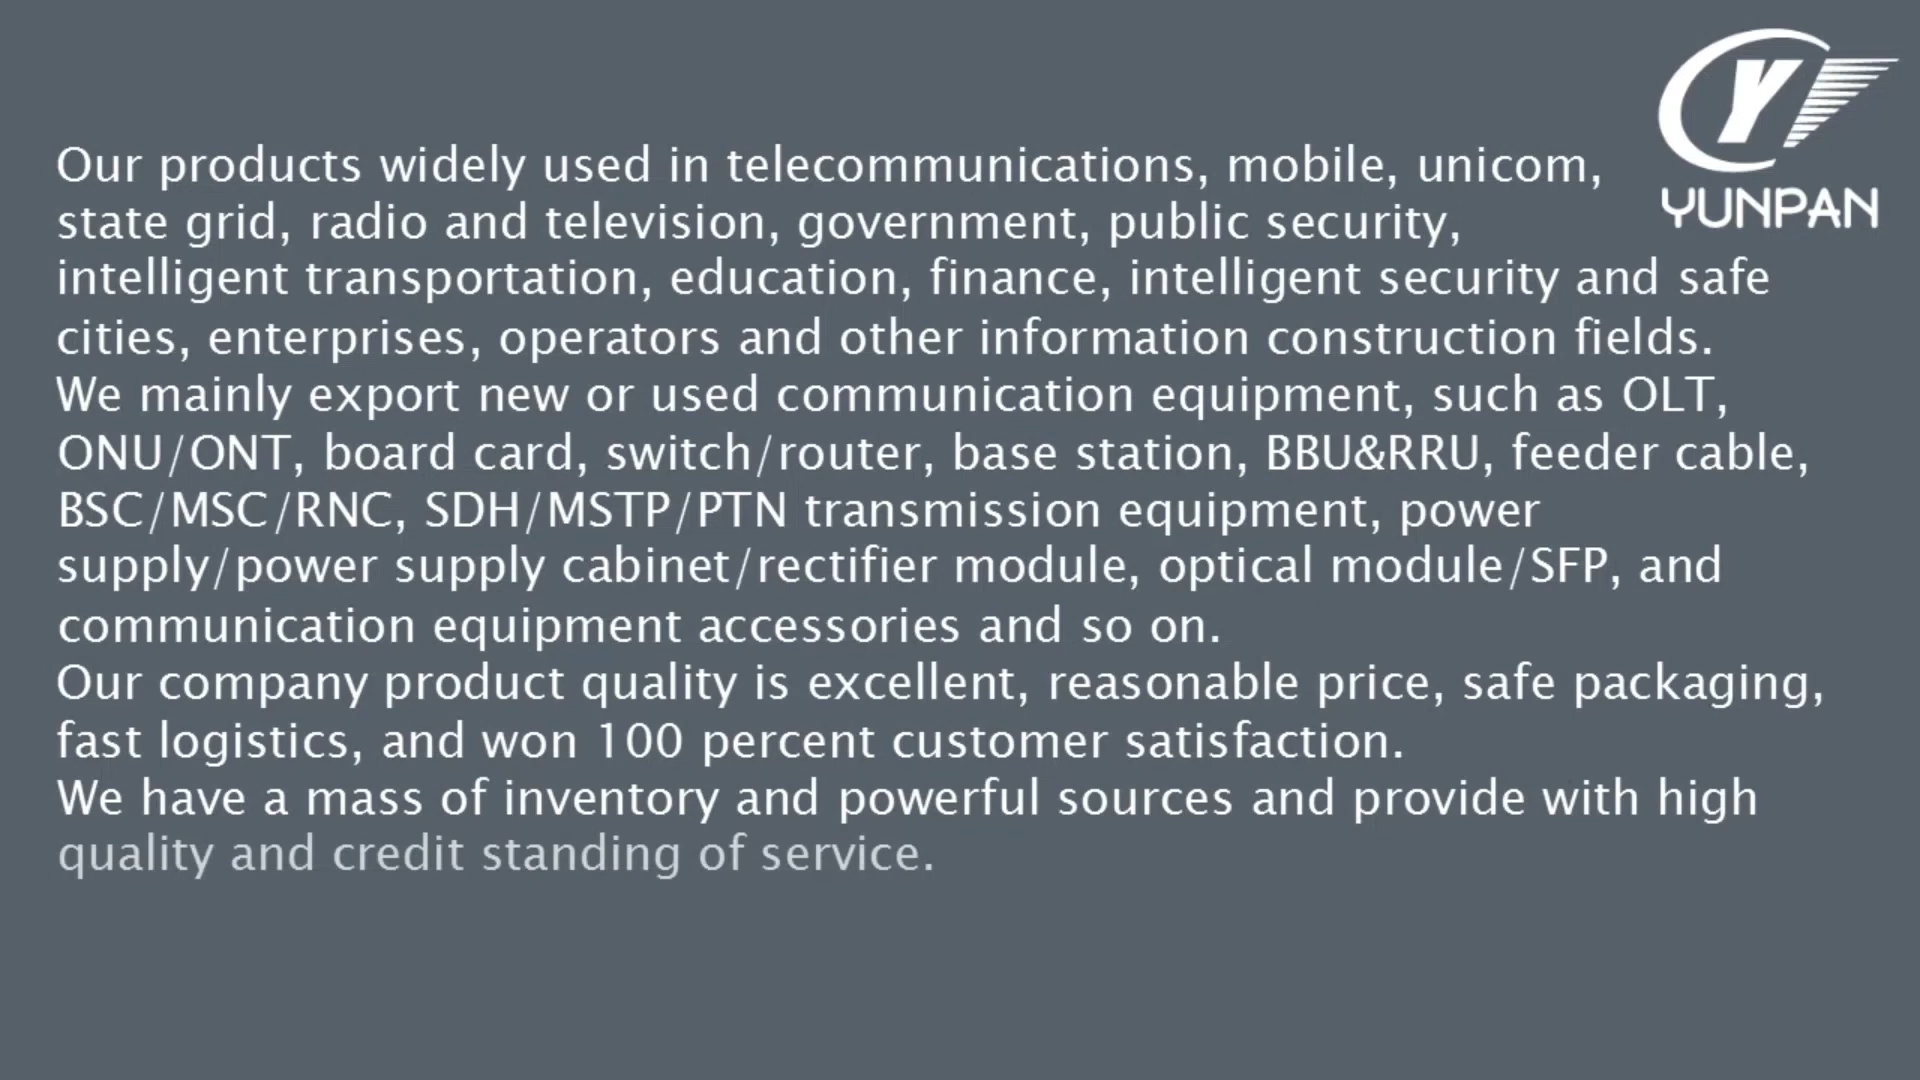 YUNPAN
Our products widely used in telecommunications, mobile, unicom,
state grid, radio and television, government, public security,
intelligent transportation, education, finance, intelligent security and safe
cities, enterprises, operators and other information construction fields.
We mainly export new or used communication equipment, such as OLT,
ONU/ONT, board card, switch/router, base station, BBU&RRU, feeder cable,
BSC/MSC/RNC, SDH/MSTP/PTN transmission equipment, power
supply/power supply cabinet/rectifier module, optical module/SFP, and
communication equipment accessories and so on.
Our company product quality is excellent, reasonable price, safe packaging,
fast logistics, and won 100 percent customer satisfaction.
We have a mass of inventory and powerful sources and provide with high
quality and credit standing of service.